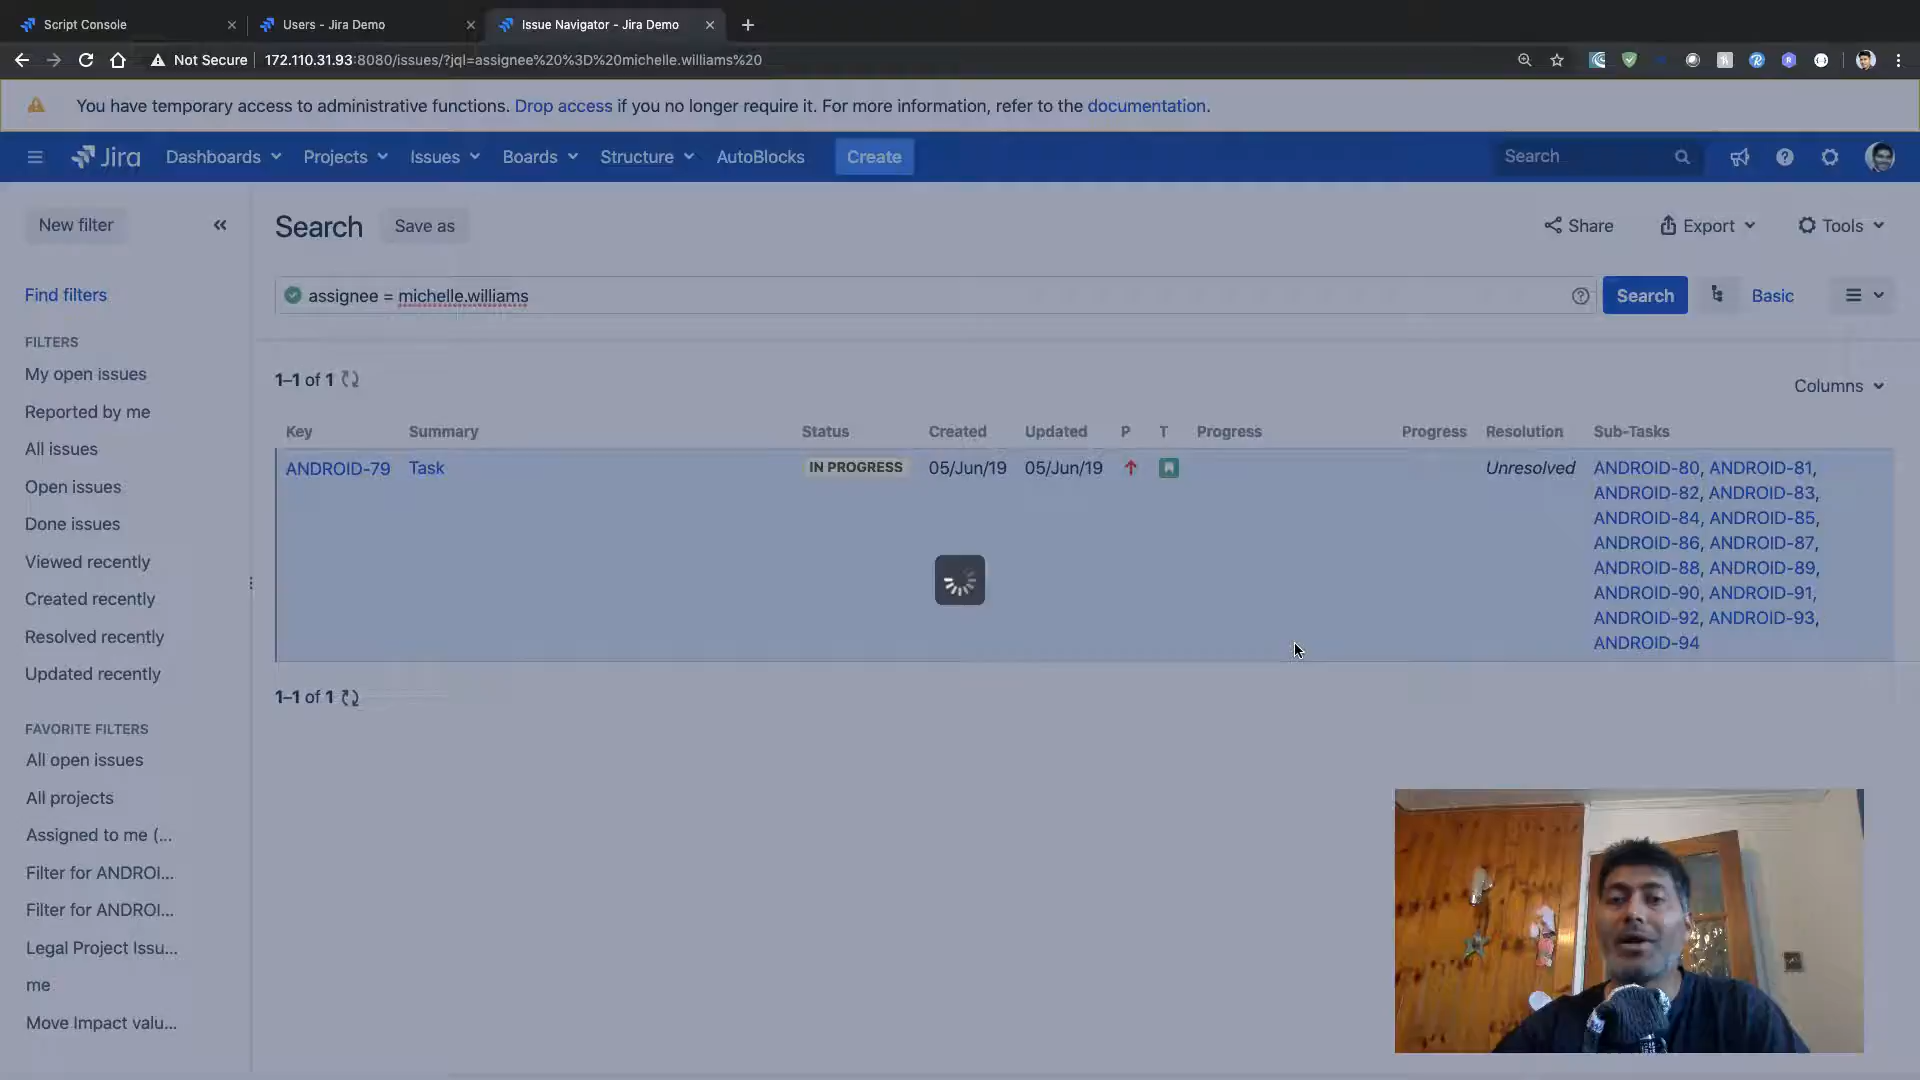 Script Console
Users - Jira Demo
Issue Navigator - Jira Demo
Not Secure
172.110.31.93:8080/issues/?jql=assignee%20%3D%20michelle.williams%20
You have temporary access to administrative functions. Drop access if you no longer require it. For more information, refer to the documentation.
Jira Dashboards Projects Issues Boards Structure AutoBlocks Create Search
New filter
Search Save as Share Export Tools
Find filters
assignee = michelle.williams Search Basic
FILTERS
My open issues
Reported by me
All issues
Open issues
Done issues
Viewed recently
Created recently
Resolved recently
Updated recently
FAVORITE FILTERS
All open issues
All projects
Assigned to me (...
Filter for ANDROI...
Filter for ANDROI...
Legal Project Issu...
me
Move Impact valu...
1–1 of 1
Columns
Key Summary Status Created Updated P T Progress Progress Resolution Sub-Tasks
ANDROID-79 Task IN PROGRESS 05/Jun/19 05/Jun/19 Unresolved ANDROID-80, ANDROID-81,
ANDROID-82, ANDROID-83,
ANDROID-84, ANDROID-85,
ANDROID-86, ANDROID-87,
ANDROID-88, ANDROID-89,
ANDROID-90, ANDROID-91,
ANDROID-92, ANDROID-93,
ANDROID-94
1–1 of 1